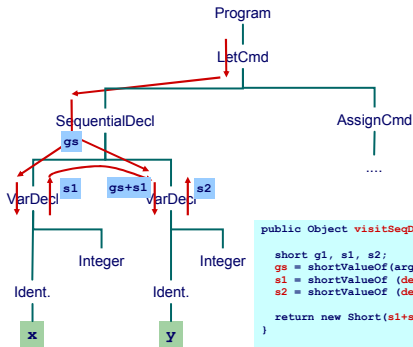 Program
LetCmd
SequentialDecl
AssignCmd
gs
....
VarDecl
s1
gs+s1
VarDecl
s2
Integer
Integer
Ident.
Ident.
x
y
public Object visitSeqD
short g1, s1, s2;
gs = shortValueOf(arg
s1 = shortValueOf (de
s2 = shortValueOf (de
return new Short(s1+s
}